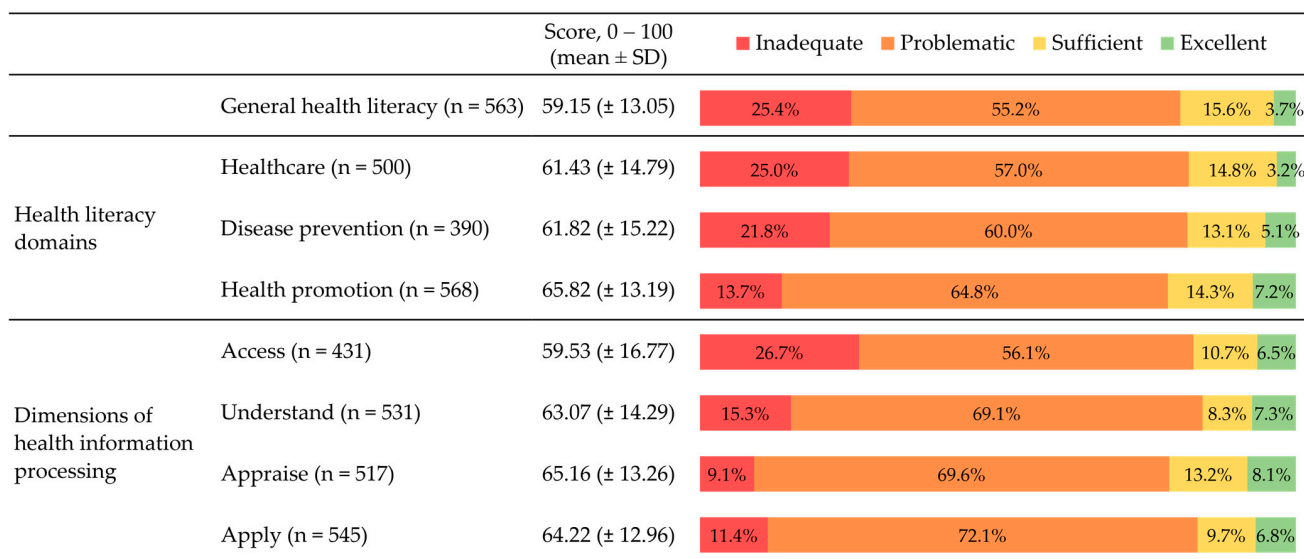 Score, 0 – 100
(mean ± SD)
Inadequate Problematic Sufficient Excellent
General health literacy (n = 563) 59.15 (± 13.05) 25.4% 55.2% 15.6% 3.7%
Health literacy
domains
Healthcare (n = 500) 61.43 (± 14.79) 25.0% 57.0% 14.8% 3.2%
Disease prevention (n = 390) 61.82 (± 15.22) 21.8% 60.0% 13.1% 5.1%
Health promotion (n = 568) 65.82 (± 13.19) 13.7% 64.8% 14.3% 7.2%
Dimensions of
health information
processing
Access (n = 431) 59.53 (± 16.77) 26.7% 56.1% 10.7% 6.5%
Understand (n = 531) 63.07 (± 14.29) 15.3% 69.1% 8.3% 7.3%
Appraise (n = 517) 65.16 (± 13.26) 9.1% 69.6% 13.2% 8.1%
Apply (n = 545) 64.22 (± 12.96) 11.4% 72.1% 9.7% 6.8%